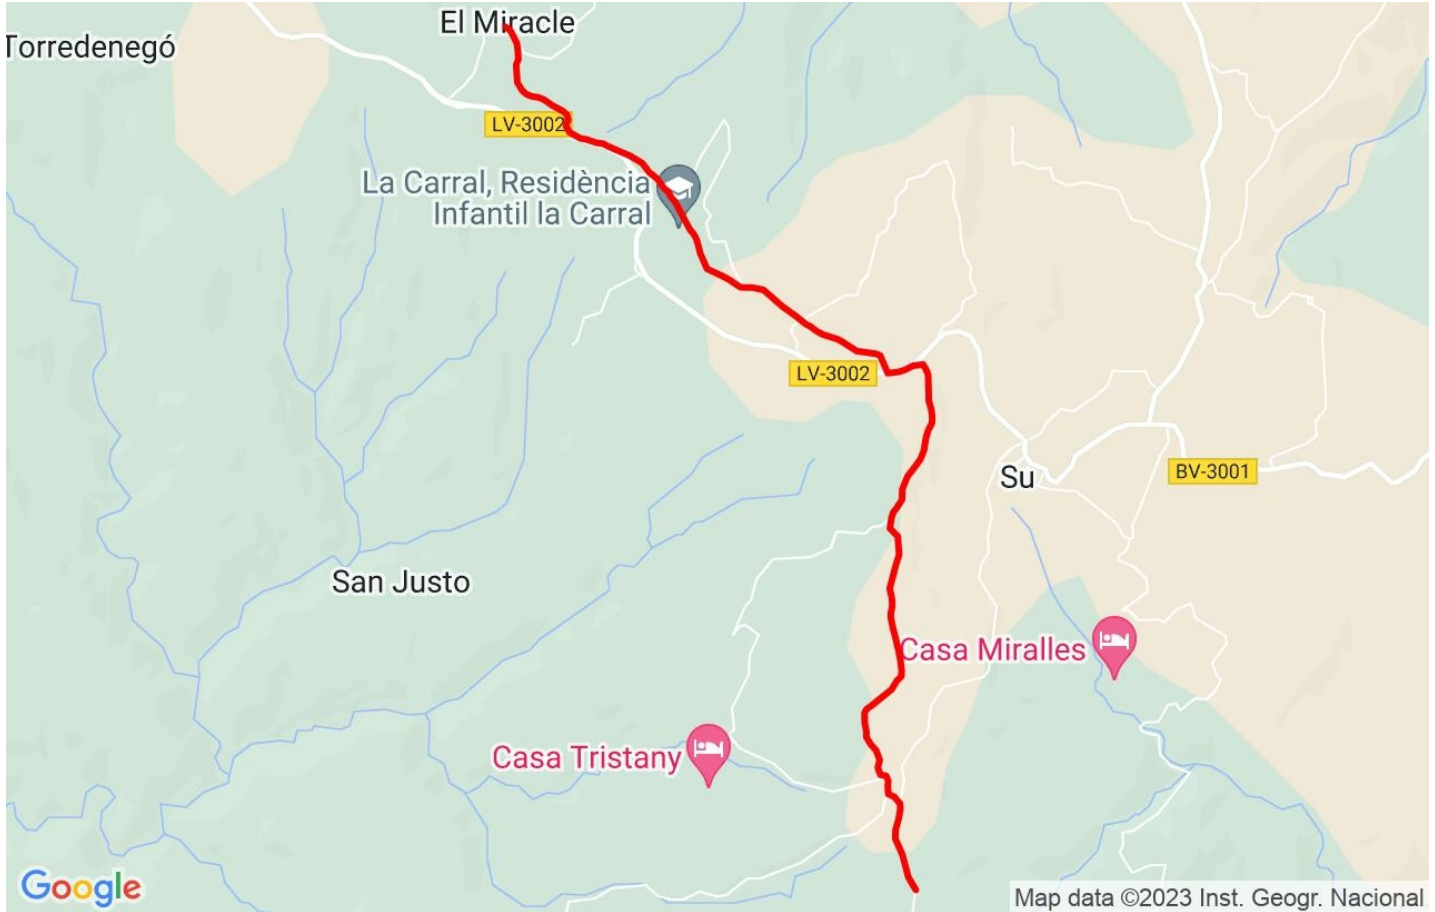 El Miracle
Torredenegó
LV-3002
La Carral, Residència
Infantil la Carral
LV-3002
Su
BV-3001
San Justo
Casa Miralles
Casa Tristany
Google
Map data ©2023 Inst. Geogr. Nacional